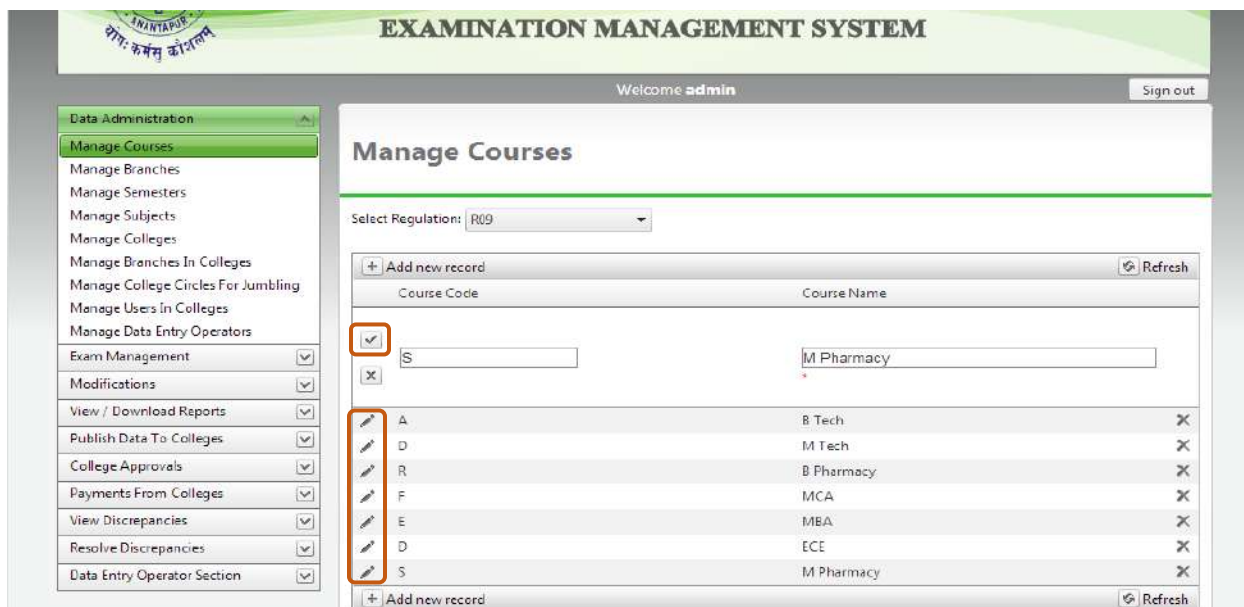 ANANTAPUR
योगः कर्मसु कौशलम्
EXAMINATION MANAGEMENT SYSTEM
Welcome admin
Sign out
Data Administration
Manage Courses
Manage Branches
Manage Semesters
Manage Subjects
Manage Colleges
Manage Branches In Colleges
Manage College Circles For Jumbling
Manage Users In Colleges
Manage Data Entry Operators
Exam Management
Modifications
View / Download Reports
Publish Data To Colleges
College Approvals
Payments From Colleges
View Discrepancies
Resolve Discrepancies
Data Entry Operator Section
Manage Courses
Select Regulation: R09
+ Add new record Refresh
Course Code Course Name
S M Pharmacy
*
A B Tech
D M Tech
R B Pharmacy
F MCA
E MBA
D ECE
S M Pharmacy
+ Add new record Refresh